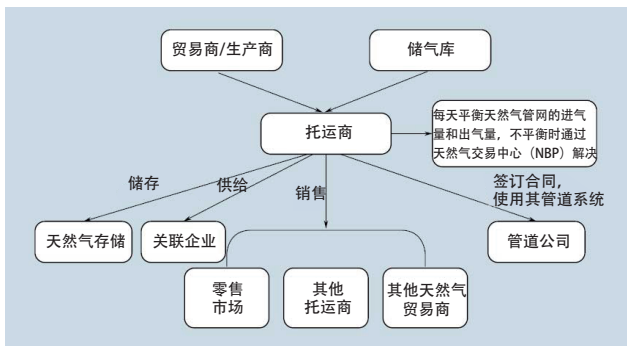 贸易商/生产商
储气库
托运商
每天平衡天然气管网的进气
量和出气量，不平衡时通过
天然气交易中心（NBP）解决
储存
供给
销售
签订合同，
使用其管道系统
天然气存储
关联企业
管道公司
零售
市场
其他
托运商
其他天然气
贸易商